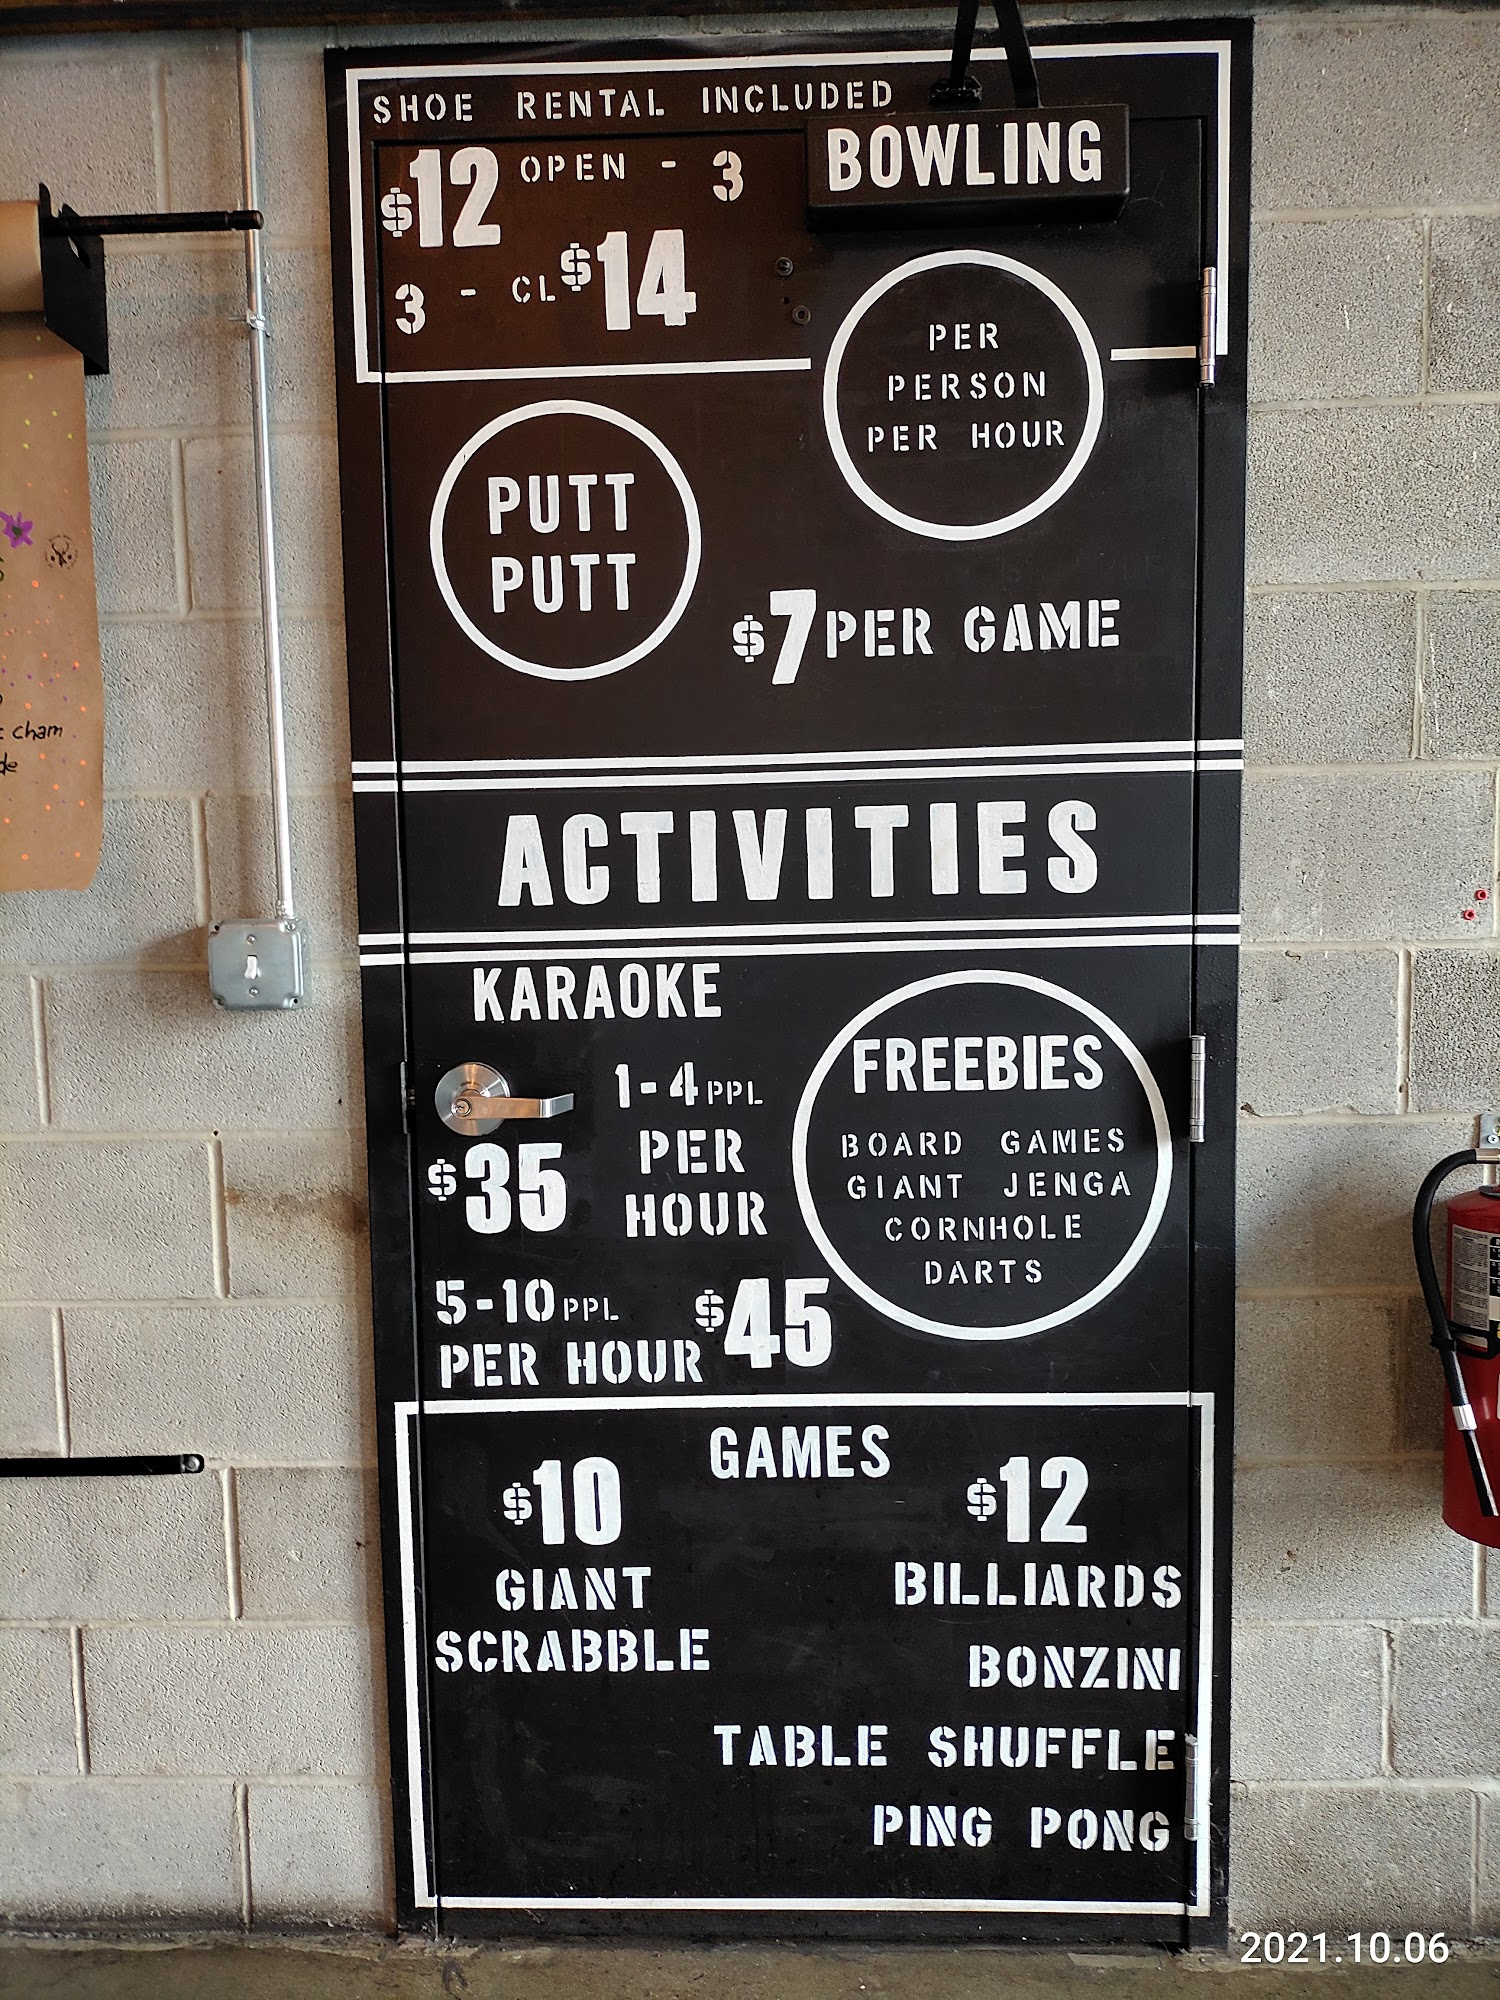 SHOE RENTAL INCLUDED
BOWLING
$12 OPEN - 3
3 - CL $14
PER
PERSON
PER HOUR
PUTT
PUTT
$7 PER GAME
ACTIVITIES
KARAOKE
1-4 PPL
PER
HOUR
$35
5-10 PPL
PER HOUR
$45
FREEBIES
BOARD GAMES
GIANT JENGA
CORNHOLE
DARTS
GAMES
$10
GIANT
SCRABBLE
$12
BILLIARDS
BONZINI
TABLE SHUFFLE
PING PONG
cham
2021.10.06